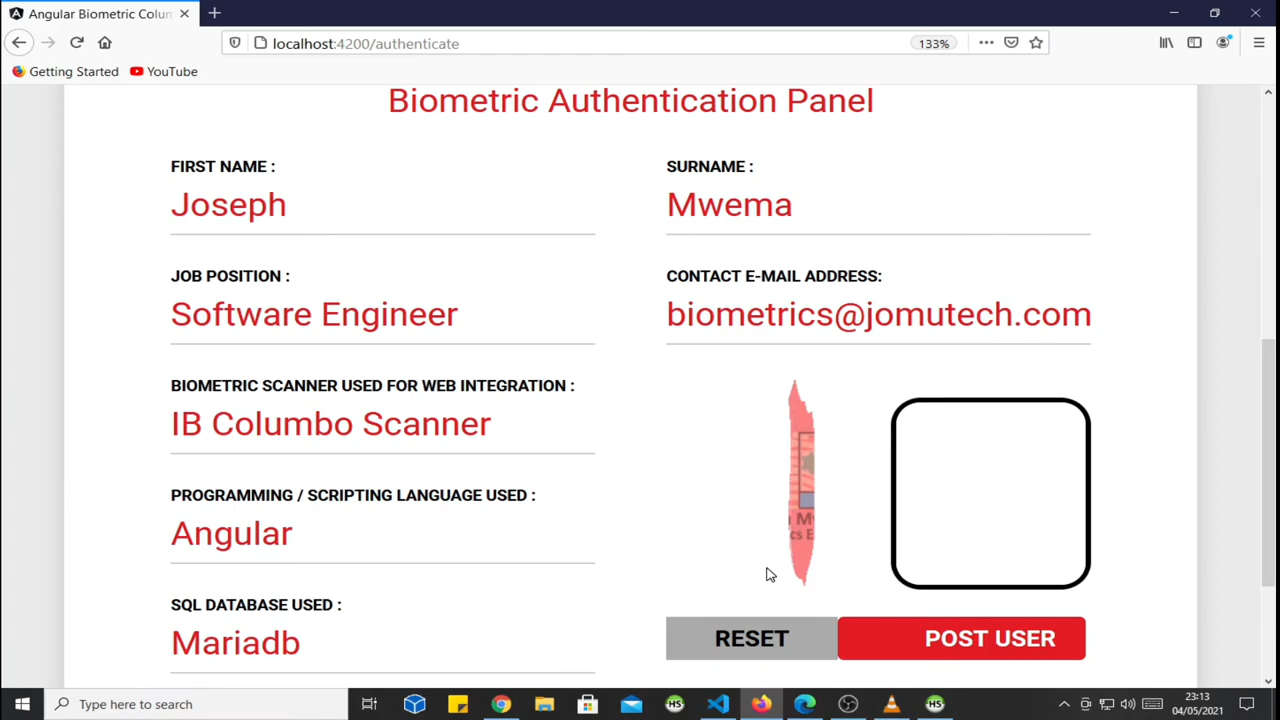 Angular Biometric Colum
localhost:4200/authenticate
133%
Getting Started
YouTube
Biometric Authentication Panel
FIRST NAME :
Joseph
SURNAME :
Mwema
JOB POSITION :
Software Engineer
CONTACT E-MAIL ADDRESS:
biometrics@jomutech.com
BIOMETRIC SCANNER USED FOR WEB INTEGRATION :
IB Columbo Scanner
PROGRAMMING / SCRIPTING LANGUAGE USED :
Angular
SQL DATABASE USED :
Mariadb
RESET
POST USER
Type here to search
HS
HS
23:13
04/05/2021